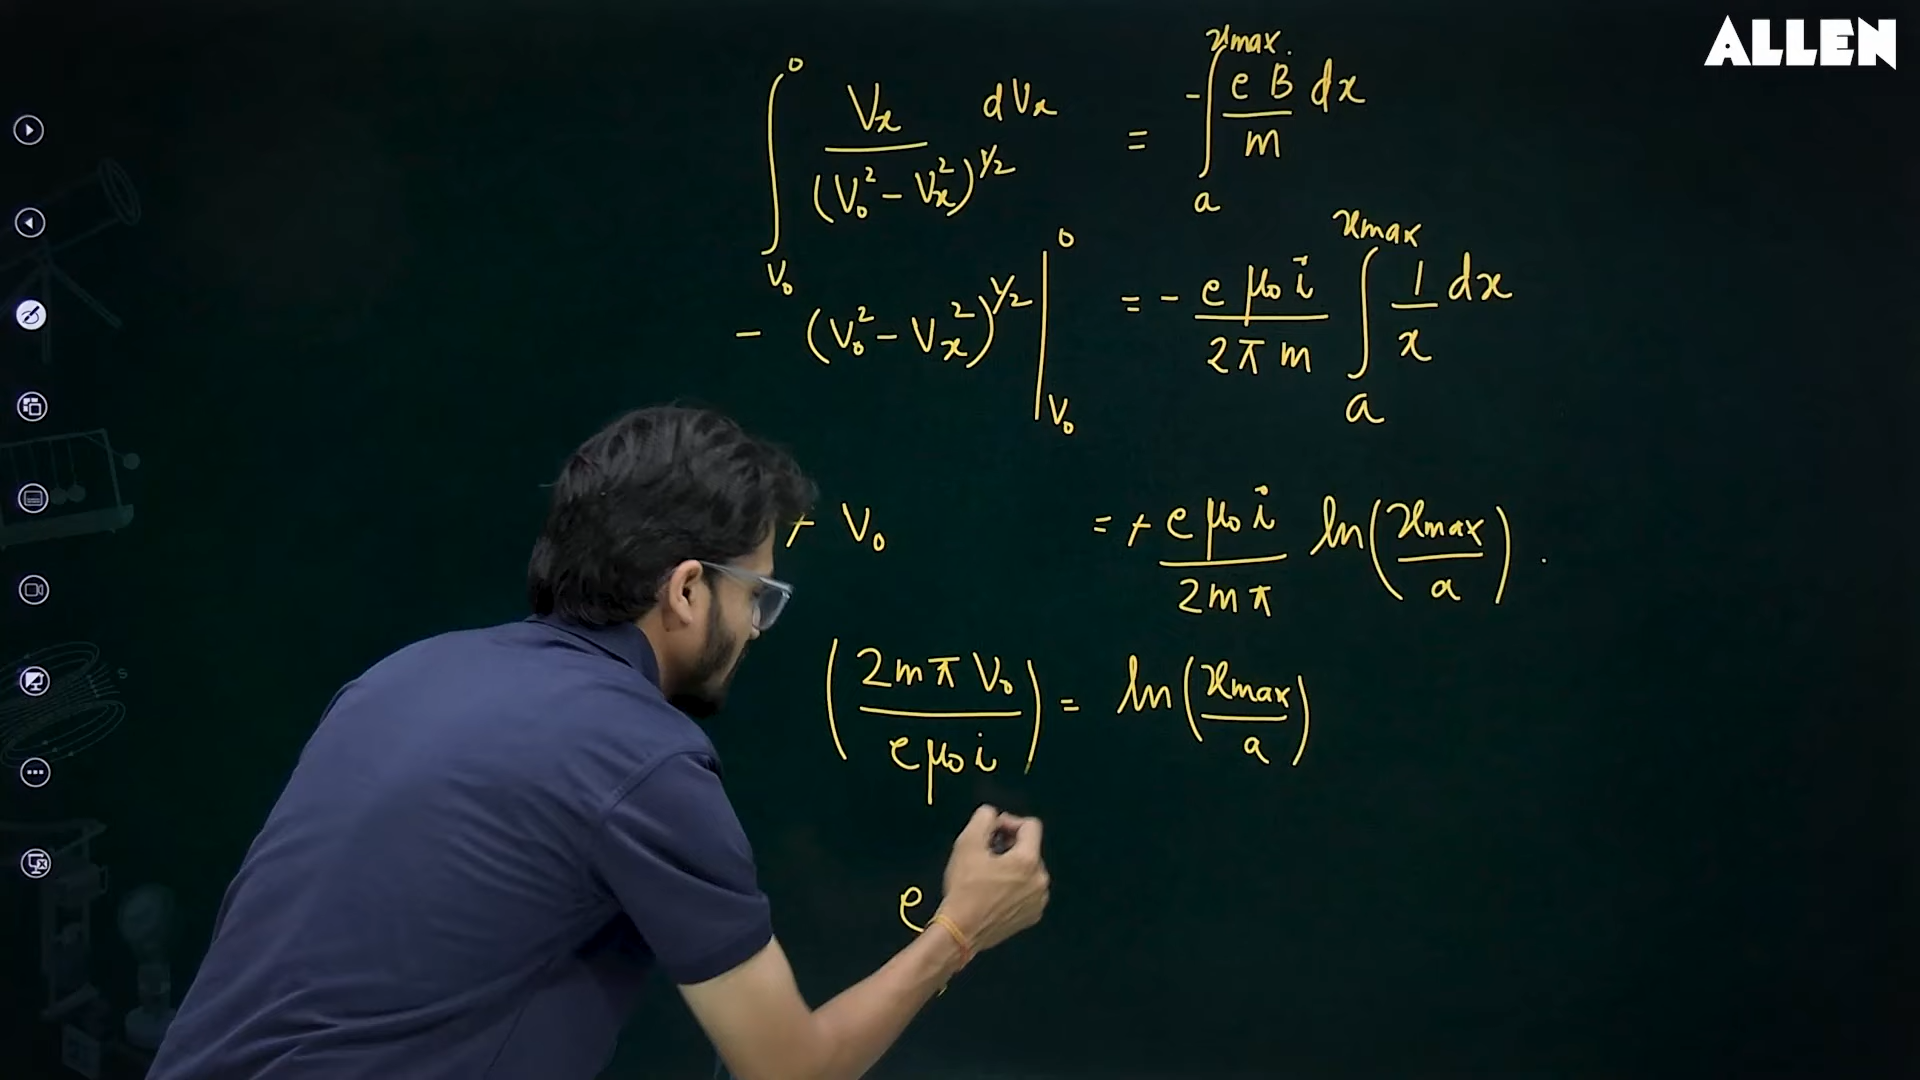 ALLEN
∫_{V₀}^{0} Vₓ/(V₀² - Vₓ²)^{1/2} dVₓ = -∫_{a}^{xmax.} eB/m dx
- (V₀² - Vₓ²)^{1/2} |_{V₀}^{0} = - eμ₀i/2πm ∫_{a}^{xmax} 1/x dx
+ V₀ = + eμ₀i/2mπ ln(xmax/a) .
(2mπV₀/eμ₀i) = ln(xmax/a)
e